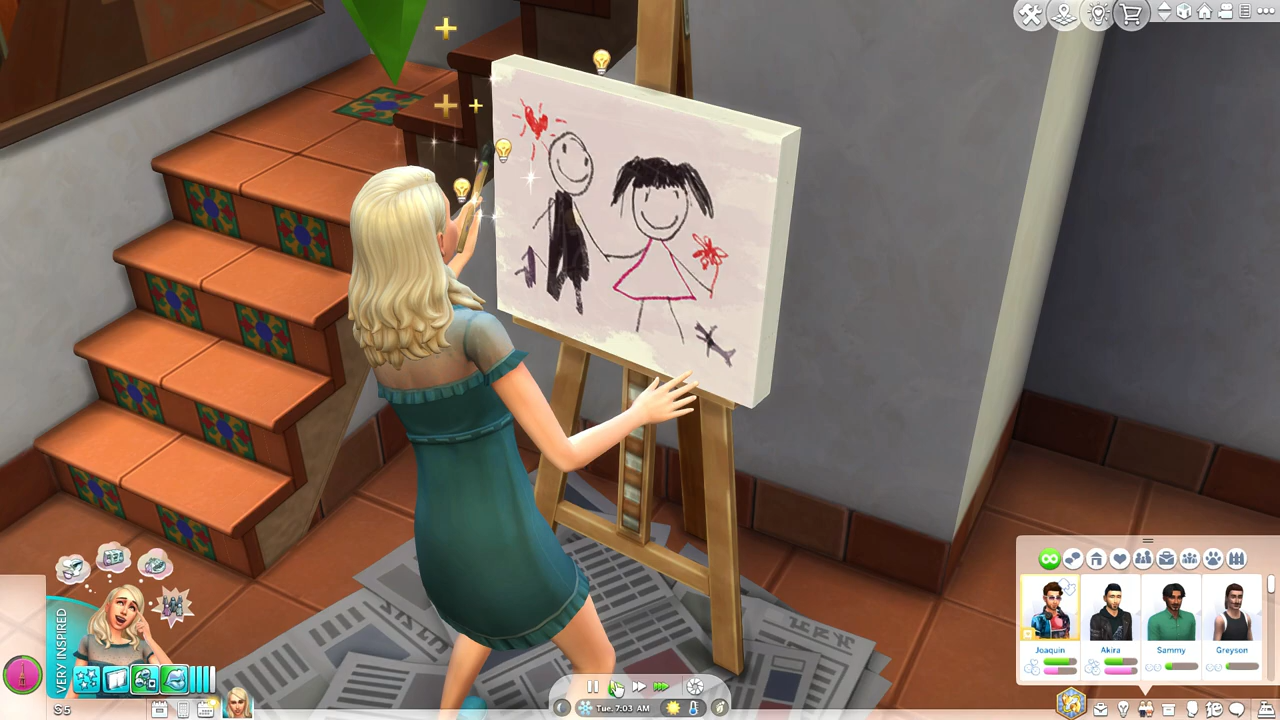 VERY INSPIRED
Joaquin
Akira
Sammy
Greyson
§5
Tue. 7:03 AM